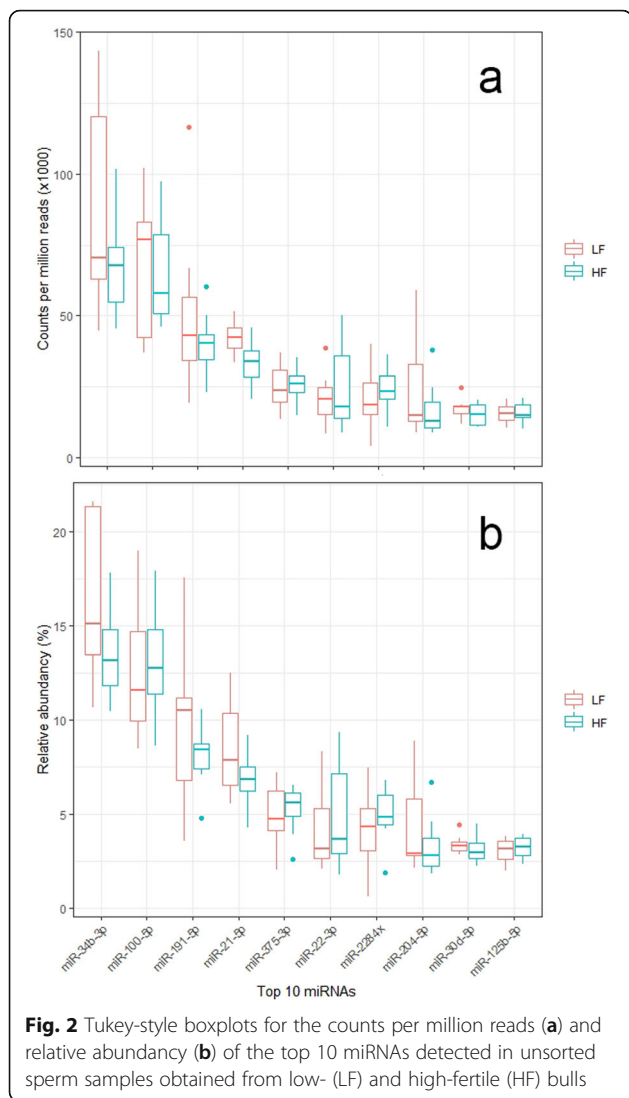 150
100
50
0
Counts per million reads (x1000)
a
LF
HF
20
15
10
5
0
Relative abundancy (%)
b
LF
HF
miR-34b-3p
miR-100-5p
miR-191-5p
miR-21-5p
miR-375-3p
miR-22-3p
miR-2284x
miR-204-5p
miR-30d-5p
miR-125b-5p
Top 10 miRNAs
Fig. 2 Tukey-style boxplots for the counts per million reads (a) and
relative abundancy (b) of the top 10 miRNAs detected in unsorted
sperm samples obtained from low- (LF) and high-fertile (HF) bulls